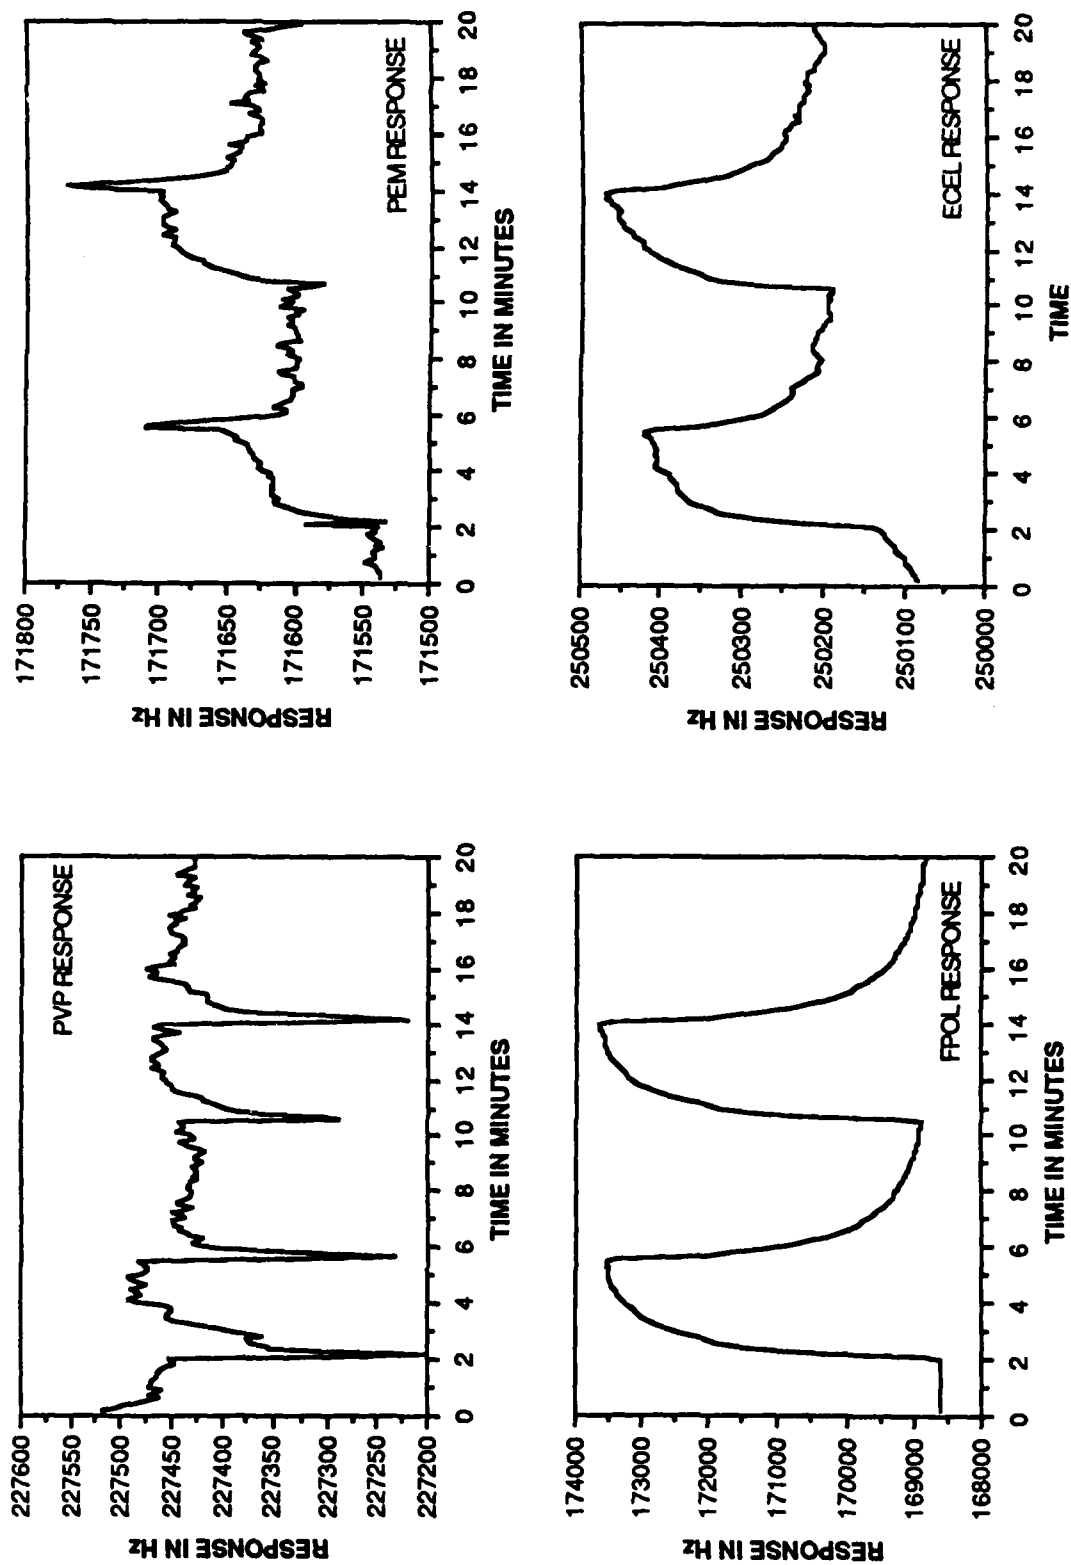 PVP RESPONSE
RESPONSE IN Hz
227600
227550
227500
227450
227400
227350
227300
227250
227200
0 2 4 6 8 10 12 14 16 18 20
TIME IN MINUTES
PEM RESPONSE
RESPONSE IN Hz
171800
171750
171700
171650
171600
171550
171500
0 2 4 6 8 10 12 14 16 18 20
TIME IN MINUTES
FPOL RESPONSE
RESPONSE IN Hz
174000
173000
172000
171000
170000
169000
168000
0 2 4 6 8 10 12 14 16 18 20
TIME IN MINUTES
ECEL RESPONSE
RESPONSE IN Hz
250500
250400
250300
250200
250100
250000
0 2 4 6 8 10 12 14 16 18 20
TIME